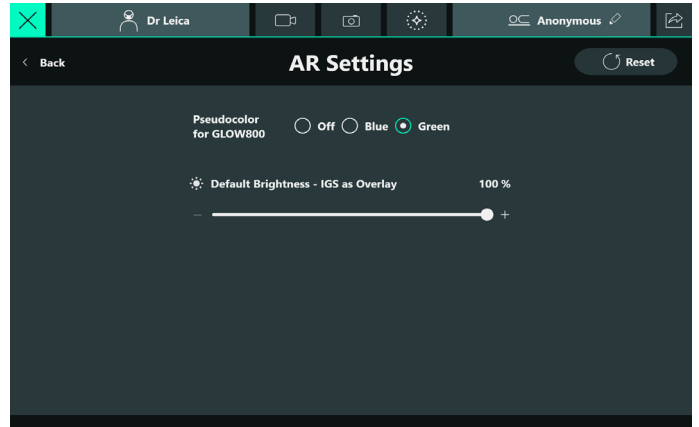 Dr Leica
Anonymous
Back
AR Settings
Reset
Pseudocolor
for GLOW800
Off Blue Green
Default Brightness - IGS as Overlay 100 %
− +